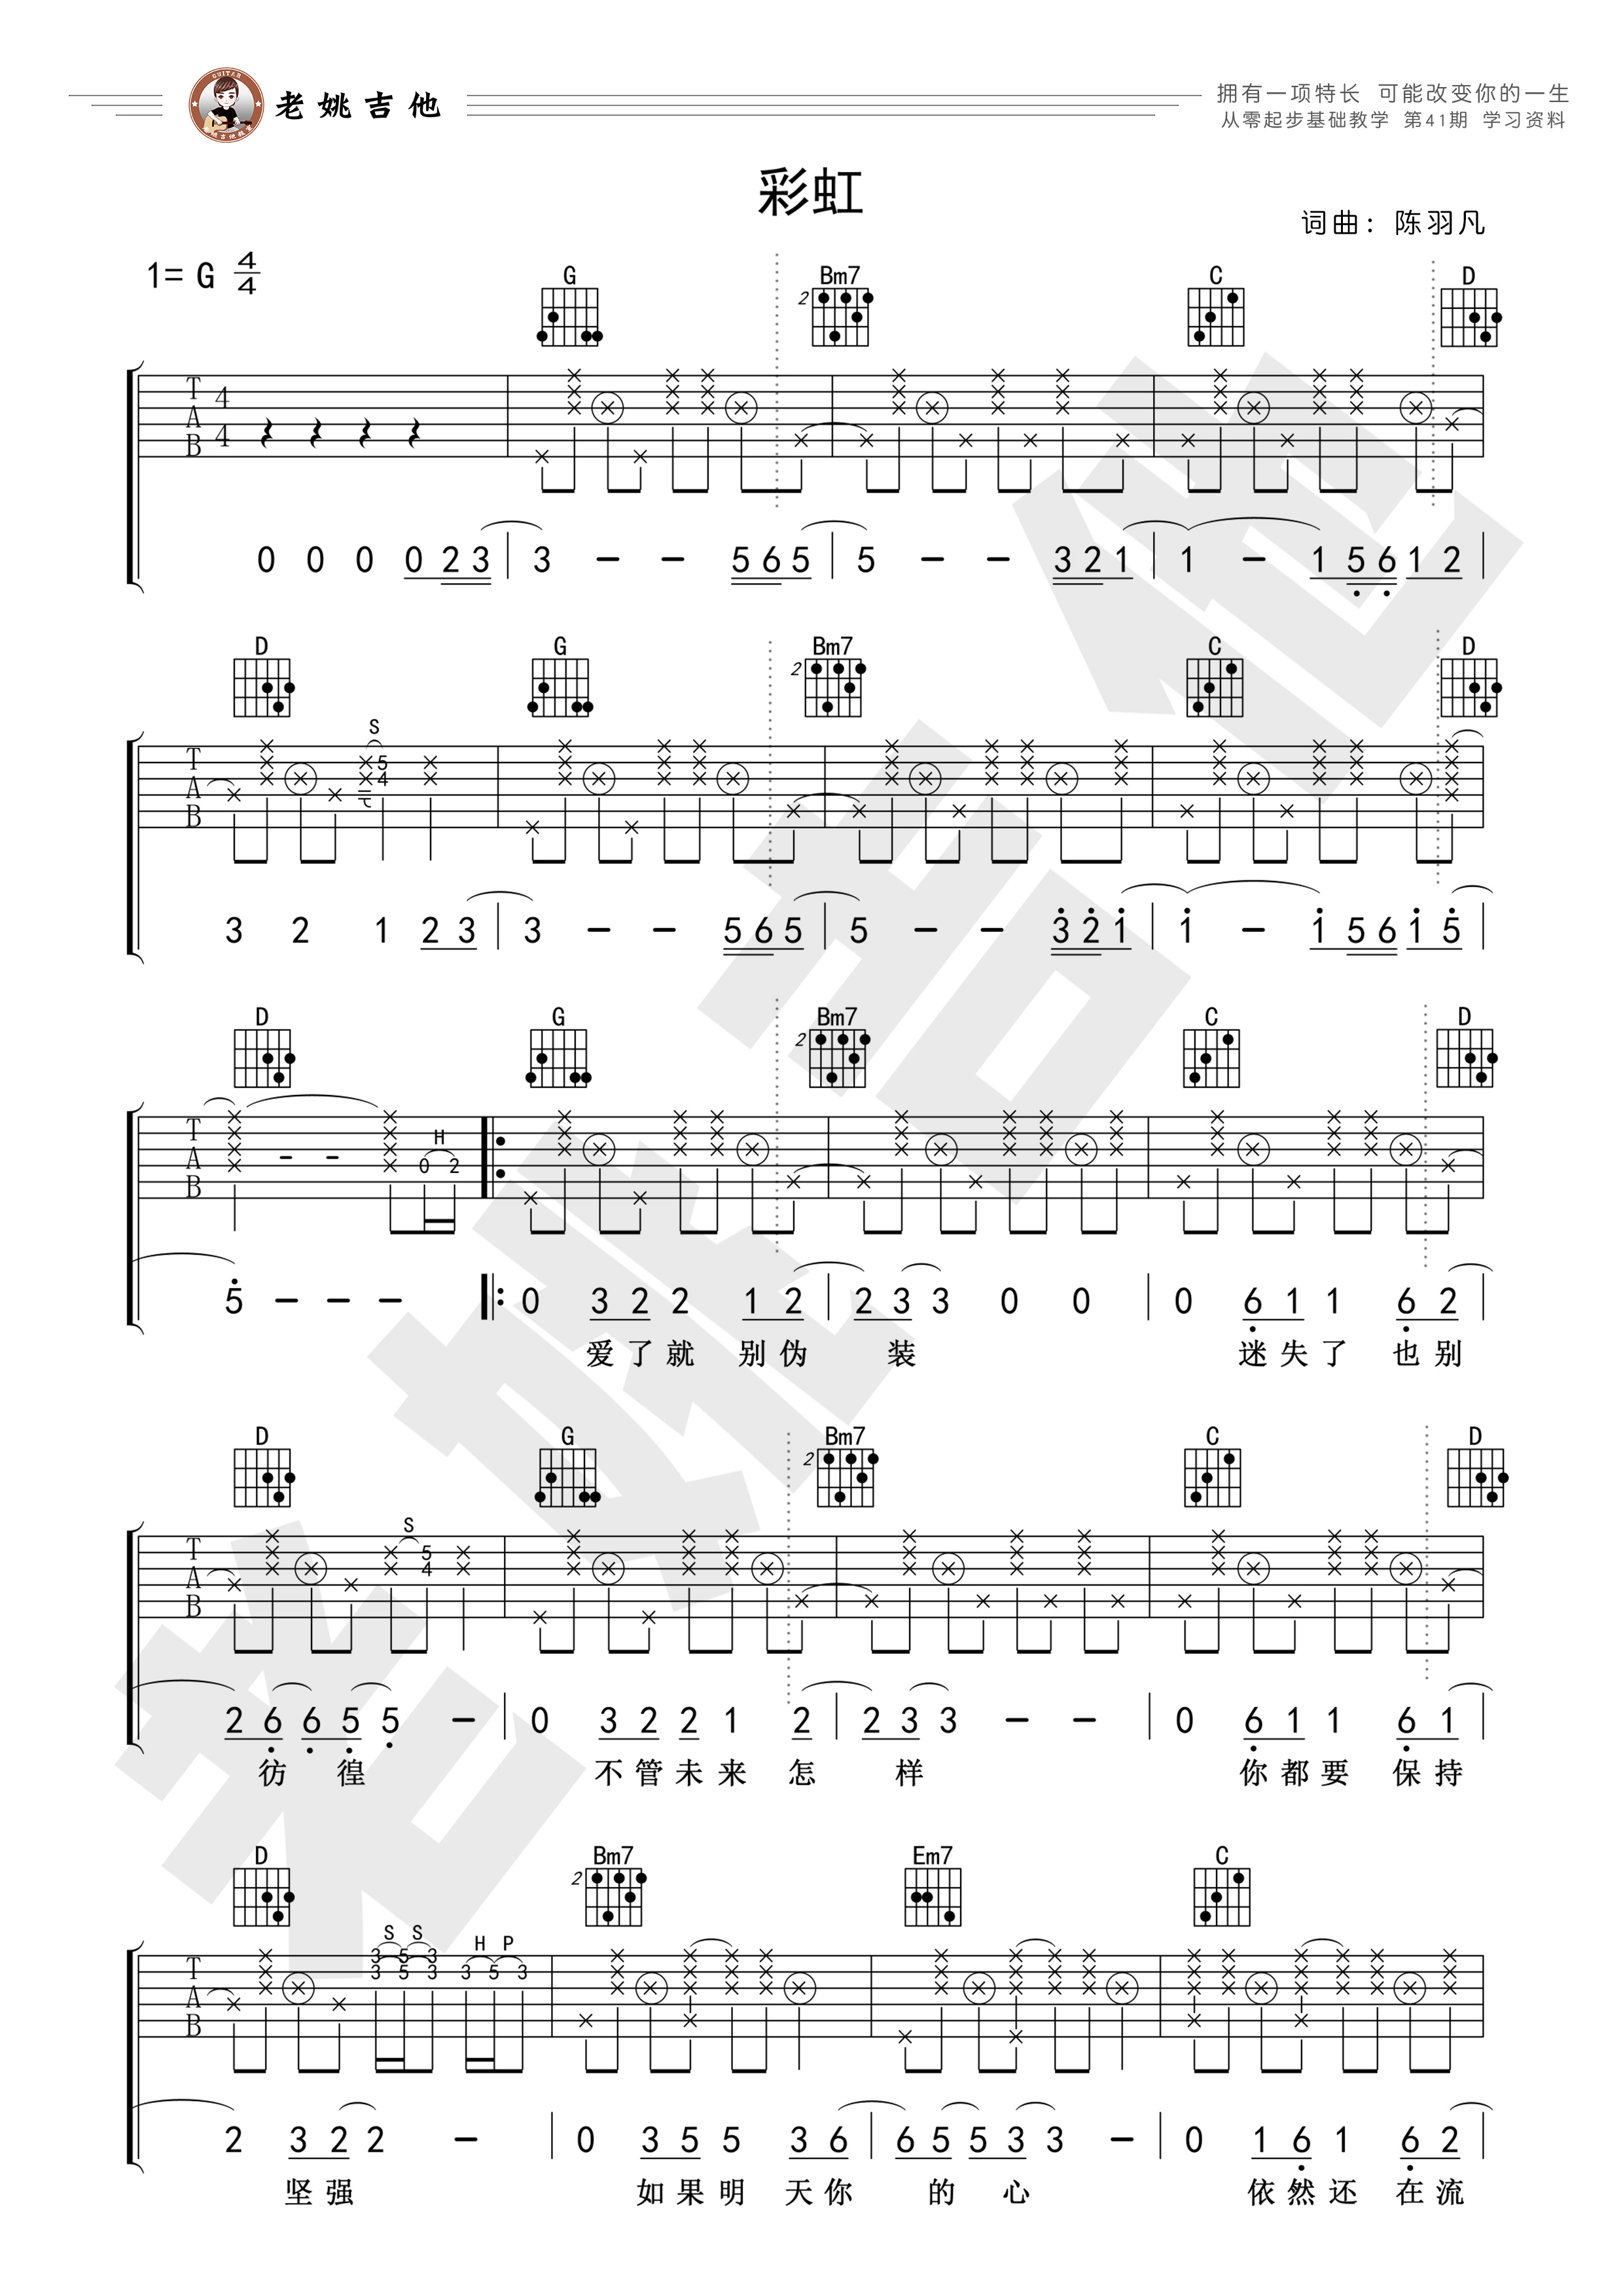 老姚吉他
拥有一项特长 可能改变你的一生
从零起步基础教学 第41期 学习资料
彩虹
词曲：陈羽凡
1= G 4/4
G Bm7 C D
2
T A B 4 4
0 0 0 0 2 3 | 3 – – 5 6 5 | 5 – – 3 2 1 | 1 – 1 5 6 1 2 |
D G Bm7 C D
2
S
T A B 5 4
3 2 1 2 3 | 3 – – 5 6 5 | 5 – – 3 2 1 | 1 – 1 5 6 1 5 |
D G Bm7 C D
2
H
T A B 0 2
5 – – – |: 0 3 2 2 1 2 | 2 3 3 0 0 | 0 6 1 1 6 2 |
爱了就 别伪 装 迷失了 也别
D G Bm7 C D
2
S
T A B 5 4
2 6 6 5 5 – | 0 3 2 2 1 2 | 2 3 3 – – | 0 6 1 1 6 1 |
彷 徨 不管未来 怎 样 你都要 保持
D Bm7 Em7 C
2
S S H P
T A B 3 5 3 3 5 3 3 5 3
2 3 2 2 – | 0 3 5 5 3 6 | 6 5 5 3 3 – | 0 1 6 1 6 2 |
坚强 如果明 天你 的 心 依然还 在流
老姚吉他